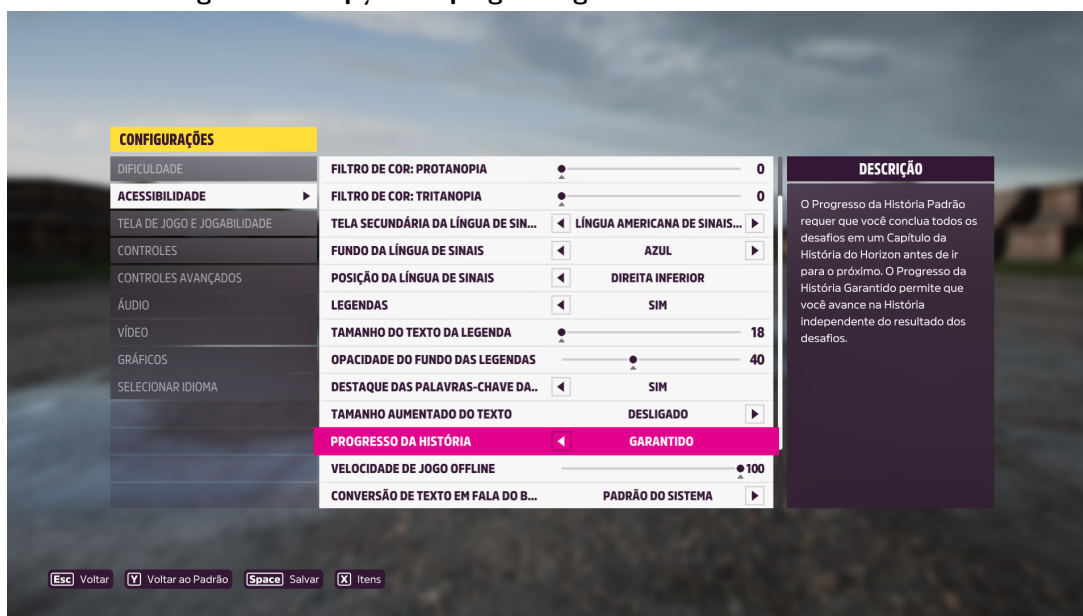 CONFIGURAÇÕES
DIFICULDADE
ACESSIBILIDADE
TELA DE JOGO E JOGABILIDADE
CONTROLES
CONTROLES AVANÇADOS
ÁUDIO
VÍDEO
GRÁFICOS
SELECIONAR IDIOMA
FILTRO DE COR: PROTANOPIA 0
FILTRO DE COR: TRITANOPIA 0
TELA SECUNDÁRIA DA LÍNGUA DE SIN... LÍNGUA AMERICANA DE SINAIS...
FUNDO DA LÍNGUA DE SINAIS AZUL
POSIÇÃO DA LÍNGUA DE SINAIS DIREITA INFERIOR
LEGENDAS SIM
TAMANHO DO TEXTO DA LEGENDA 18
OPACIDADE DO FUNDO DAS LEGENDAS 40
DESTAQUE DAS PALAVRAS-CHAVE DA.. SIM
TAMANHO AUMENTADO DO TEXTO DESLIGADO
PROGRESSO DA HISTÓRIA GARANTIDO
VELOCIDADE DE JOGO OFFLINE 100
CONVERSÃO DE TEXTO EM FALA DO B... PADRÃO DO SISTEMA
DESCRIÇÃO
O Progresso da História Padrão
requer que você conclua todos os
desafios em um Capítulo da
História do Horizon antes de ir
para o próximo. O Progresso da
História Garantido permite que
você avance na História
independente do resultado dos
desafios.
Esc Voltar Y Voltar ao Padrão Space Salvar X Itens